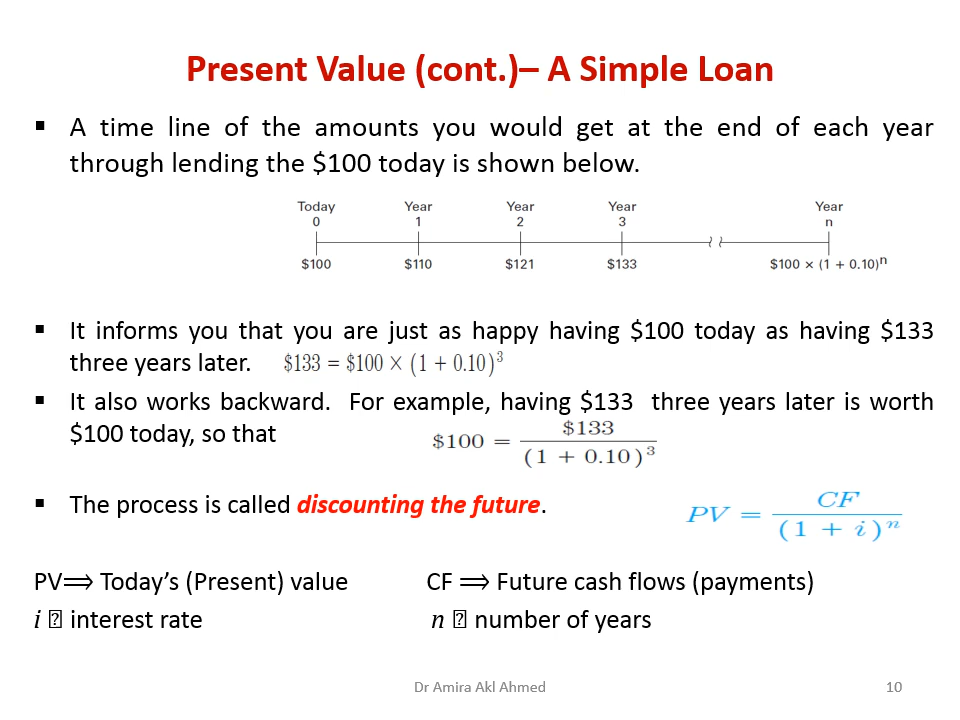 Present Value (cont.)– A Simple Loan
▪ A time line of the amounts you would get at the end of each year
through lending the $100 today is shown below.
Today Year Year Year Year
0 1 2 3 n
$100 $110 $121 $133 $100 × (1 + 0.10)ⁿ
▪ It informs you that you are just as happy having $100 today as having $133
three years later. $133 = $100 × (1 + 0.10)³
▪ It also works backward. For example, having $133 three years later is worth
$100 today, so that $100 = $133 / (1 + 0.10)³
▪ The process is called discounting the future. PV = CF / (1 + i)ⁿ
PV⟹ Today’s (Present) value CF ⟹ Future cash flows (payments)
i ⍰ interest rate n ⍰ number of years
Dr Amira Akl Ahmed 10